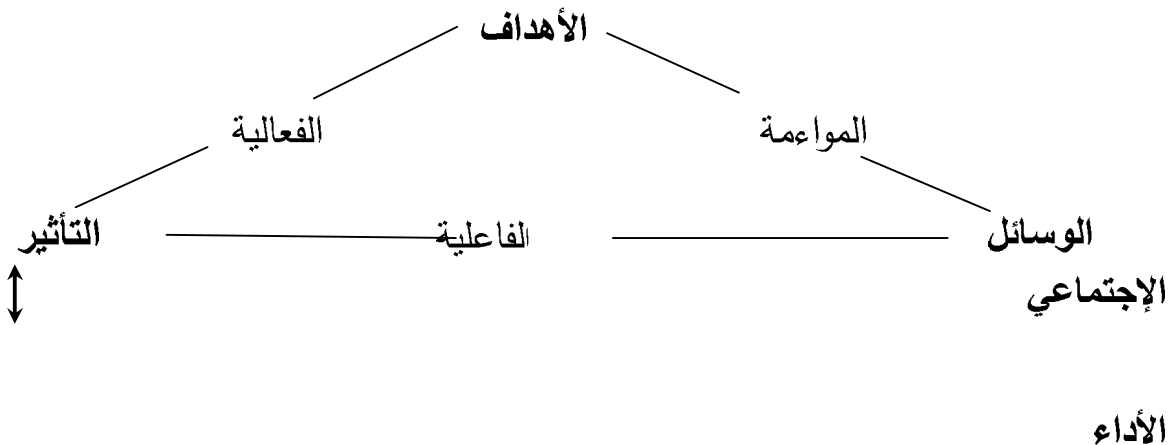 الأهداف
المواءمة
الفعالية
الوسائل
الفاعلية
التأثير
الإجتماعي
الأداء